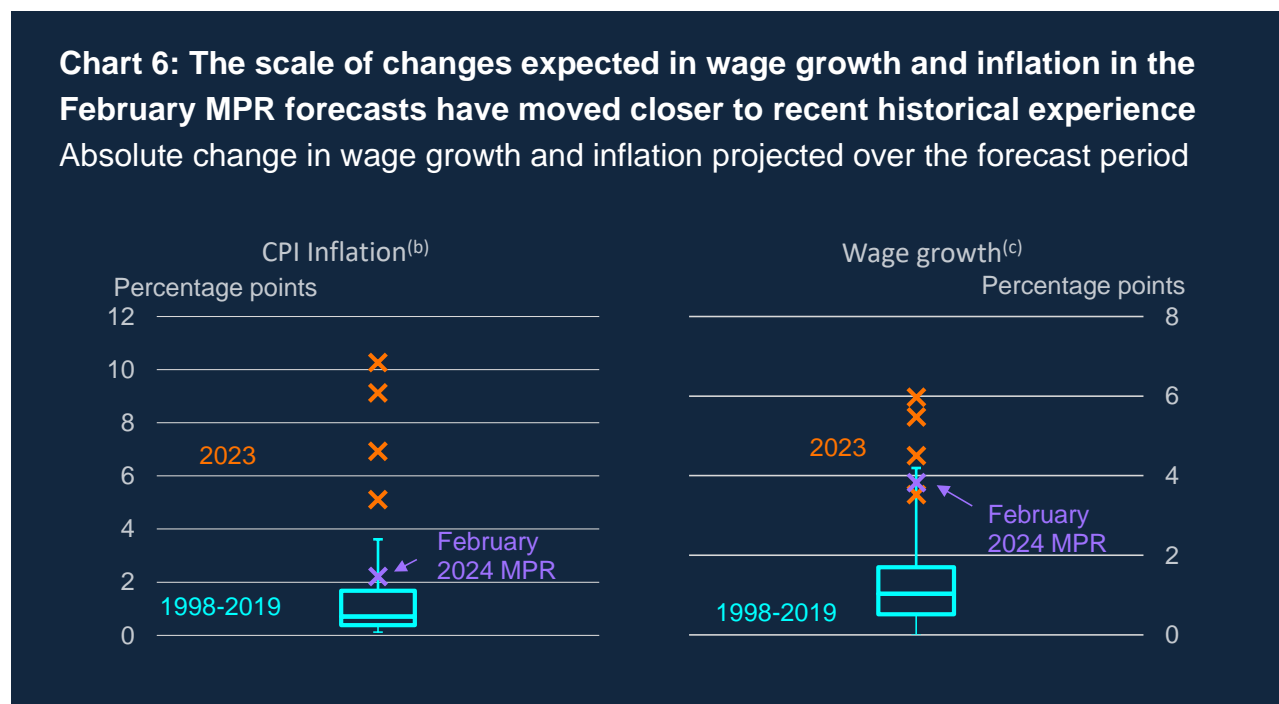 Chart 6: The scale of changes expected in wage growth and inflation in the
February MPR forecasts have moved closer to recent historical experience
Absolute change in wage growth and inflation projected over the forecast period
CPI Inflation(b)
Percentage points
12
10
8
6
4
2
0
2023
February
2024 MPR
1998-2019
Wage growth(c)
Percentage points
8
6
4
2
0
2023
February
2024 MPR
1998-2019